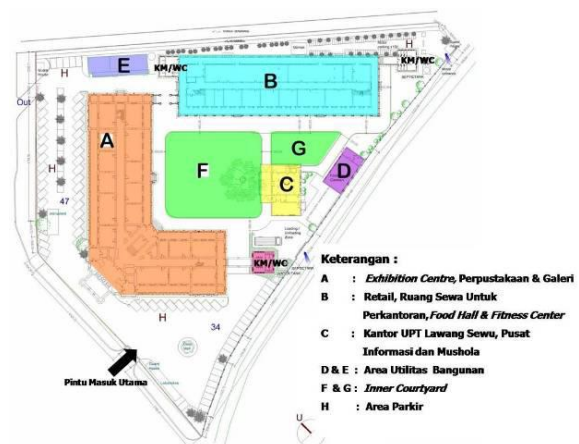 H
E
KM/WC
KM/WC
H
B
Out
A
H
G
F
C
D
47
KM/WC
H
34
Pintu Masuk Utama
U
Keterangan :
A : Exhibition Centre, Perpustakaan & Galeri
B : Retail, Ruang Sewa Untuk
Perkantoran, Food Hall & Fitness Center
C : Kantor UPT Lawang Sewu, Pusat
Informasi dan Mushola
D & E : Area Utilitas Bangunan
F & G : Inner Courtyard
H : Area Parkir